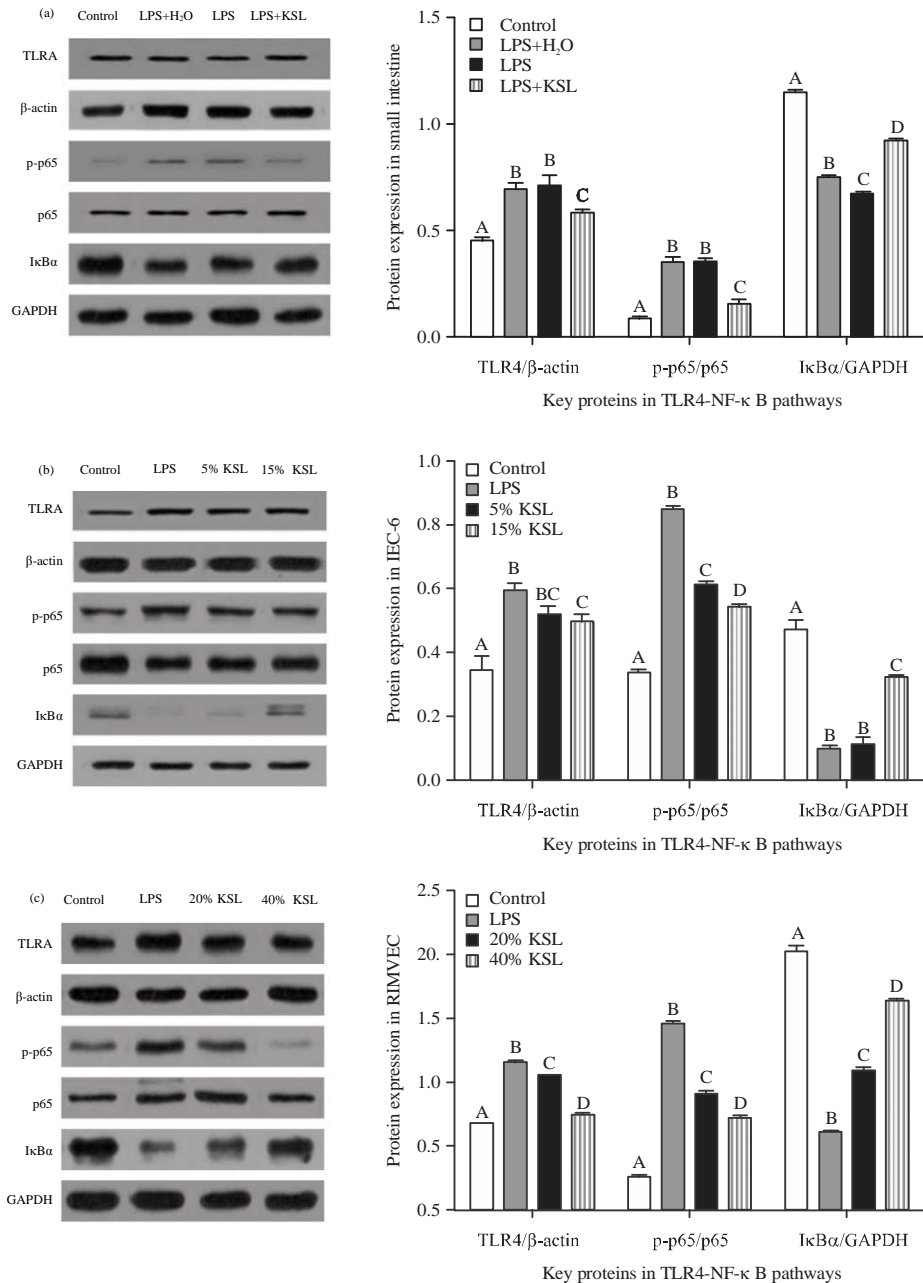 (a)
Control LPS+H2O LPS LPS+KSL
TLRA
β-actin
p-p65
p65
IκBα
GAPDH
Protein expression in small intestine
1.5
1.0
0.5
0.0
Control
LPS+H2O
LPS
LPS+KSL
A B B C
A B B C
A B C D
TLR4/β-actin p-p65/p65 IκBα/GAPDH
Key proteins in TLR4-NF-κ B pathways
(b)
Control LPS 5% KSL 15% KSL
TLRA
β-actin
p-p65
p65
IκBα
GAPDH
Protein expression in IEC-6
1.0
0.8
0.6
0.4
0.2
0.0
Control
LPS
5% KSL
15% KSL
A B BC C
A B C D
A B B C
TLR4/β-actin p-p65/p65 IκBα/GAPDH
Key proteins in TLR4-NF-κ B pathways
(c)
Control LPS 20% KSL 40% KSL
TLRA
β-actin
p-p65
p65
IκBα
GAPDH
Protein expression in RIMVEC
2.5
20.
1.5
1.0
0.5
0.5
Control
LPS
20% KSL
40% KSL
A B C D
A B C D
A B C D
TLR4/β-actin p-p65/p65 IκBα/GAPDH
Key proteins in TLR4-NF-κ B pathways